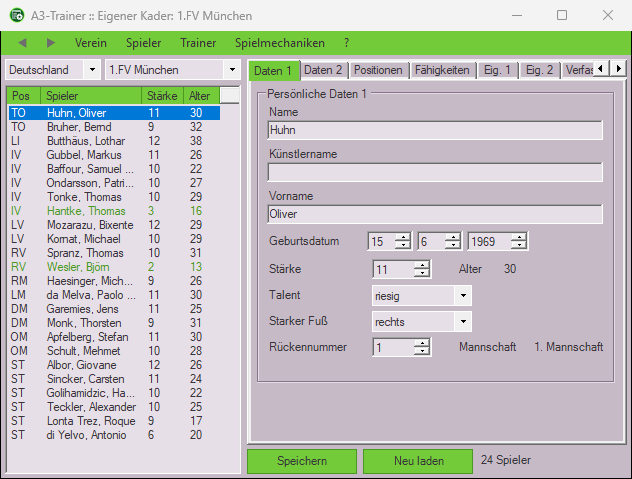 A3-Trainer :: Eigener Kader: 1.FV München
Verein Spieler Trainer Spielmechaniken ?
Deutschland 1.FV München
Pos Spieler Stärke Alter
TO Huhn, Oliver 11 30
TO Bruher, Bernd 9 32
LI Butthäus, Lothar 12 38
IV Gubbel, Markus 11 26
IV Baffour, Samuel ... 10 22
IV Ondarsson, Patri... 10 27
IV Tonke, Thomas 10 29
IV Hantke, Thomas 3 16
LV Mozarazu, Bixente 12 29
LV Kornat, Michael 10 29
RV Spranz, Thomas 10 31
RV Wesler, Björn 2 13
RM Haesinger, Mich... 9 26
LM da Melva, Paolo ... 11 30
DM Garemies, Jens 11 25
DM Monk, Thorsten 9 31
OM Apfelberg, Stefan 11 30
OM Schult, Mehmet 10 28
ST Albor, Giovane 12 26
ST Sincker, Carsten 11 24
ST Golihamidzic, Ha... 10 22
ST Teckler, Alexander 10 25
ST Lonta Trez, Roque 9 17
ST di Yelvo, Antonio 6 20
Daten 1 Daten 2 Positionen Fähigkeiten Eig. 1 Eig. 2 Verfas
Persönliche Daten 1
Name
Huhn
Künstlername
Vorname
Oliver
Geburtsdatum 15 6 1969
Stärke 11 Alter 30
Talent riesig
Starker Fuß rechts
Rückennummer 1 Mannschaft 1. Mannschaft
Speichern Neu laden 24 Spieler